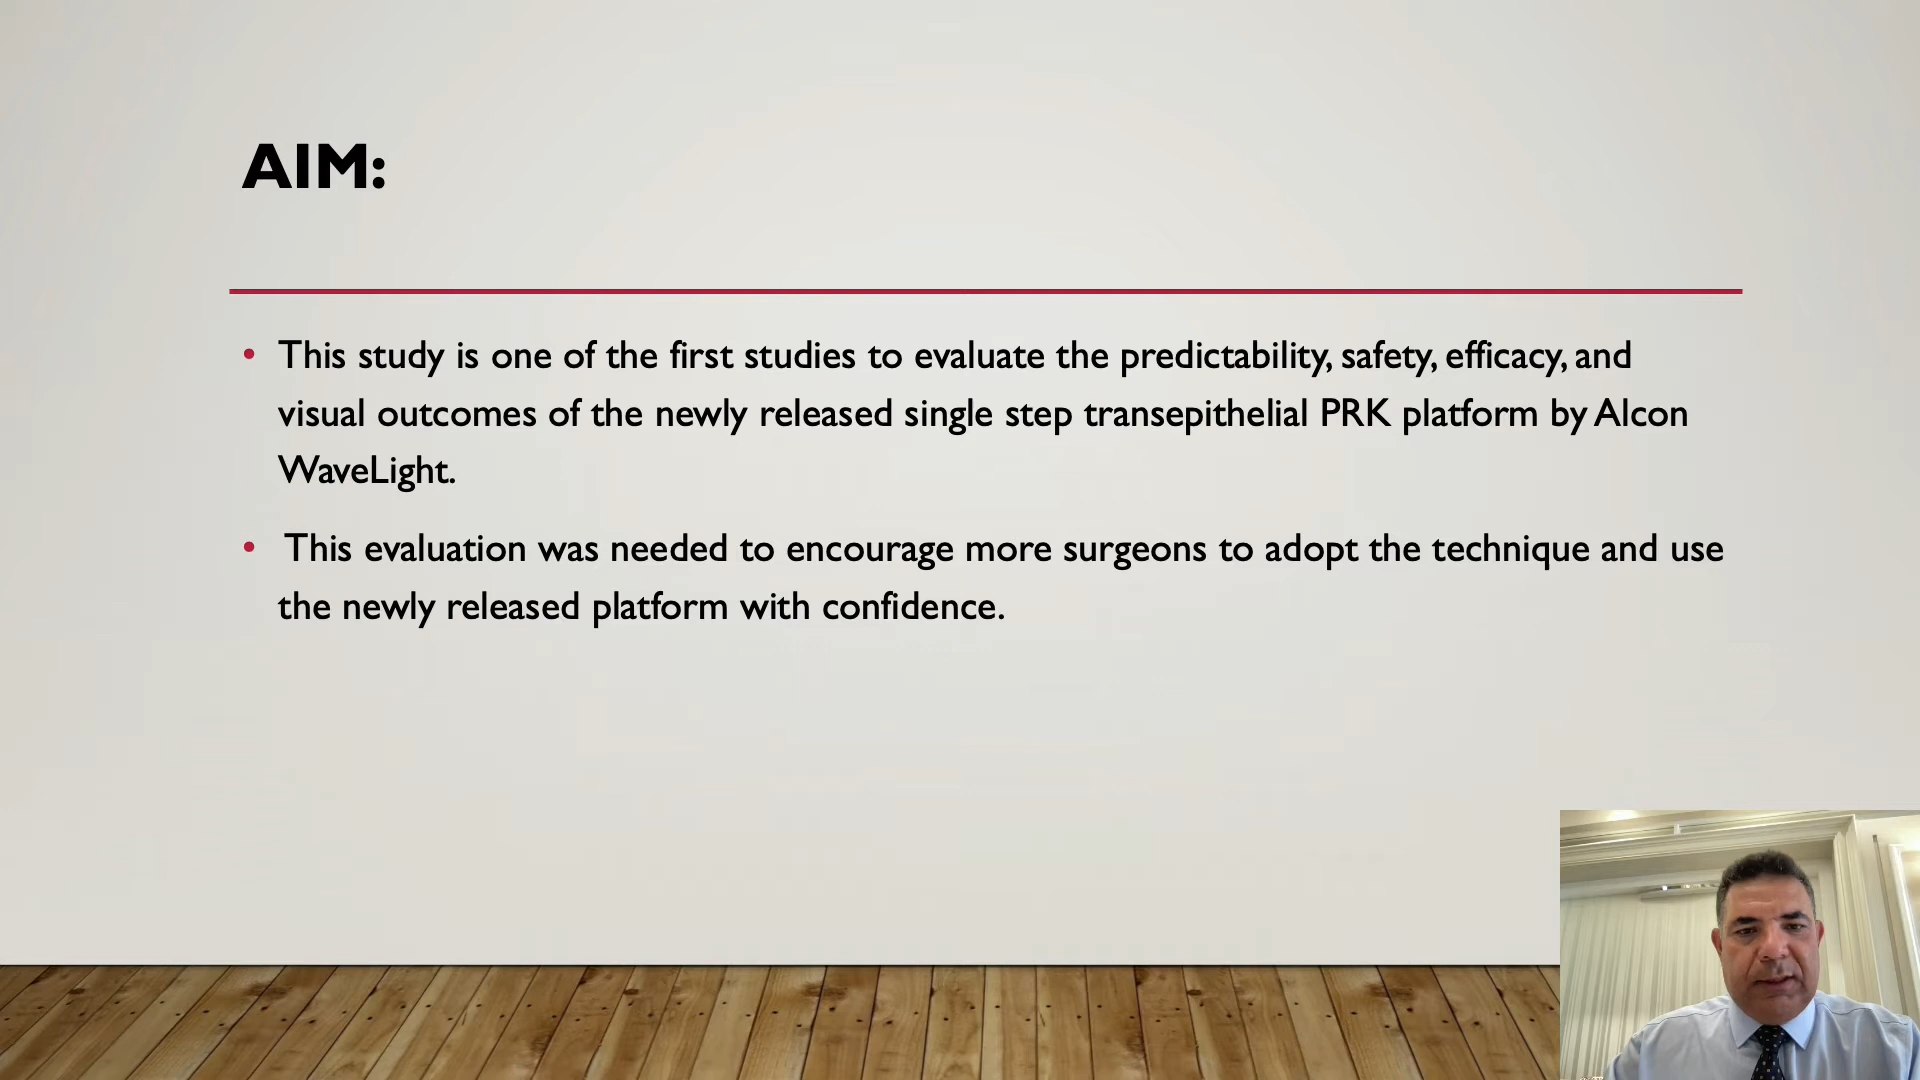 AIM:
• This study is one of the first studies to evaluate the predictability, safety, efficacy, and
visual outcomes of the newly released single step transepithelial PRK platform by Alcon
WaveLight.
• This evaluation was needed to encourage more surgeons to adopt the technique and use
the newly released platform with confidence.